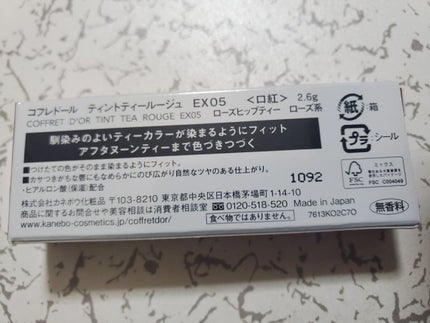 コフレドール　ティントティールージュ　EX05　＜口紅＞　2.6g
COFFRET D'OR TINT TEA ROUGE EX05　ローズヒップティー　ローズ系
馴染みのよいティーカラーが染まるようにフィット
アフタヌーンティーまで色づきつづく
■つけたての色がそのまま演出に、フィット。
■カサつきがちな唇にもなめらかにのび広がり自然なツヤのある仕上がり。
・ヒアルロン酸(保湿)配合
1092
株式会社カネボウ化粧品 〒103-8210 東京都中央区日本橋茅場町1-14-10
商品に関するお問合せや美容相談は消費者相談室 0120-518-520 Made in Japan
www.kanebo-cosmetics.jp/coffretdor/
食べ物ではありません。
7613KO2C7O
紙 箱
プラ シール
ミックス
FSC
FSC C004049
無香料